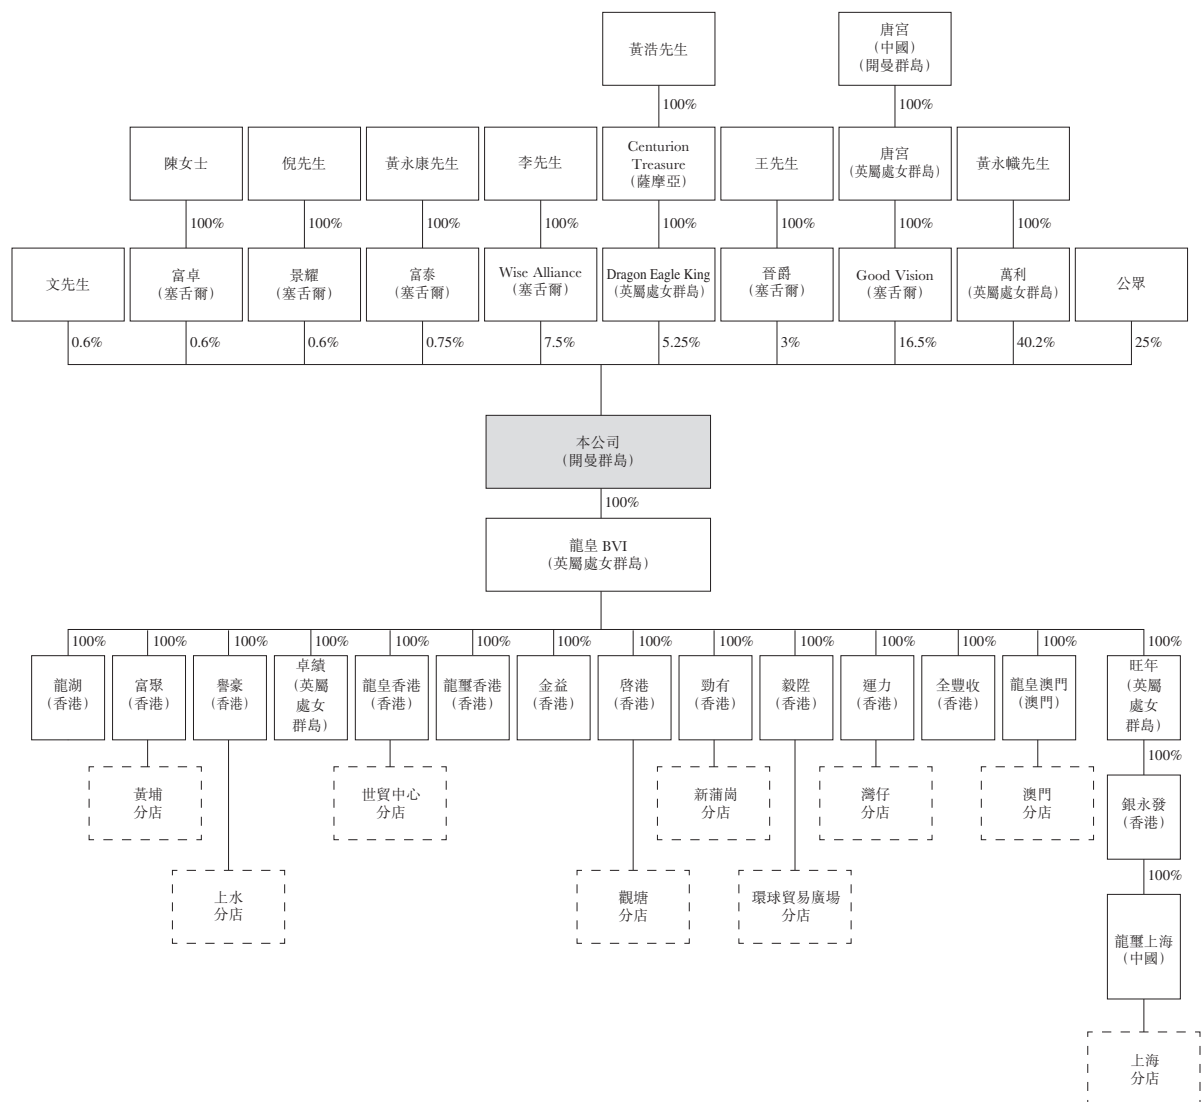 黃浩先生
唐宮
(中國)
(開曼群島)
100%
100%
陳女士
倪先生
黃永康先生
李先生
Centurion
Treasure
(薩摩亞)
王先生
唐宮
(英屬處女群島)
黃永幟先生
100%
100%
100%
100%
100%
100%
100%
100%
文先生
富卓
(塞舌爾)
景耀
(塞舌爾)
富泰
(塞舌爾)
Wise Alliance
(塞舌爾)
Dragon Eagle King
(英屬處女群島)
晉爵
(塞舌爾)
Good Vision
(塞舌爾)
萬利
(英屬處女群島)
公眾
0.6%
0.6%
0.6%
0.75%
7.5%
5.25%
3%
16.5%
40.2%
25%
本公司
(開曼群島)
100%
龍皇 BVI
(英屬處女群島)
100%
100%
100%
100%
100%
100%
100%
100%
100%
100%
100%
100%
100%
100%
龍湖
(香港)
富聚
(香港)
譽豪
(香港)
卓績
(英屬
處女
群島)
龍皇香港
(香港)
龍璽香港
(香港)
金益
(香港)
啓港
(香港)
勁有
(香港)
毅陞
(香港)
運力
(香港)
全豐收
(香港)
龍皇澳門
(澳門)
旺年
(英屬
處女
群島)
100%
黃埔
分店
世貿中心
分店
新蒲崗
分店
灣仔
分店
澳門
分店
銀永發
(香港)
100%
上水
分店
觀塘
分店
環球貿易廣場
分店
龍璽上海
(中國)
上海
分店